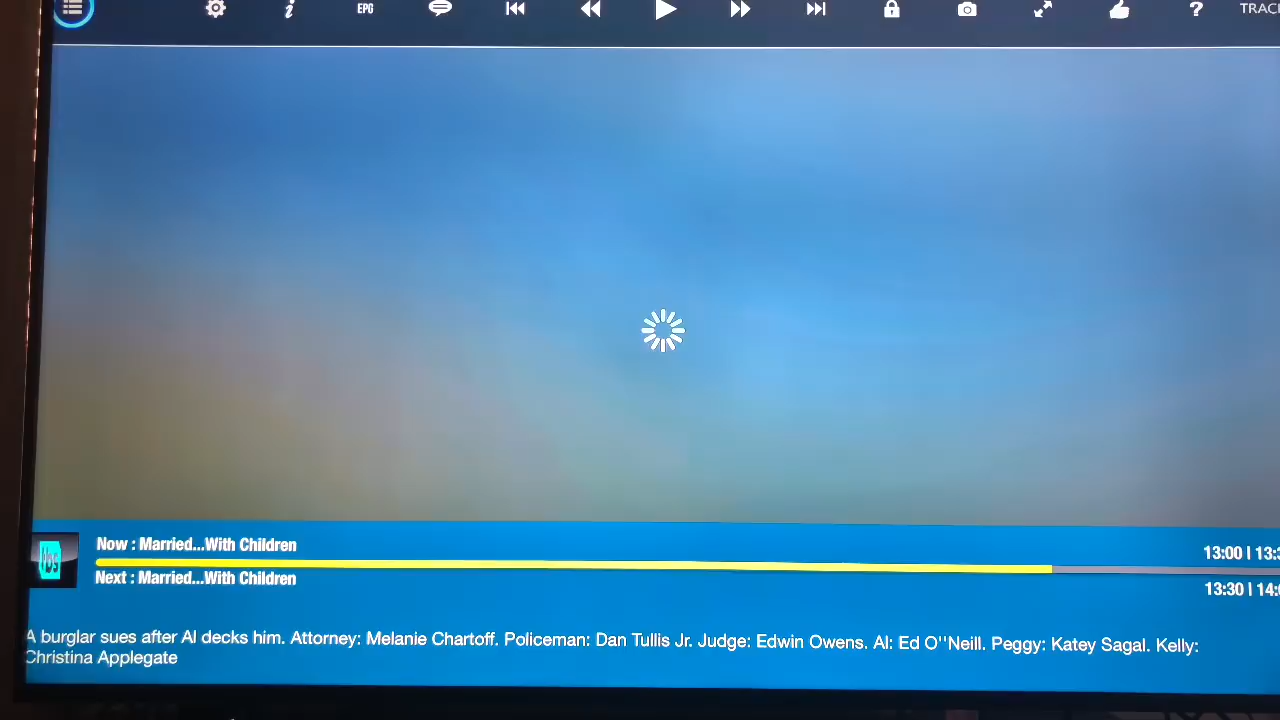 EPG
?
Now : Married...With Children
13:00 | 13:3
tbs
Next : Married...With Children
13:30 | 14:
A burglar sues after Al decks him. Attorney: Melanie Chartoff. Policeman: Dan Tullis Jr. Judge: Edwin Owens. Al: Ed O''Neill. Peggy: Katey Sagal. Kelly:
Christina Applegate